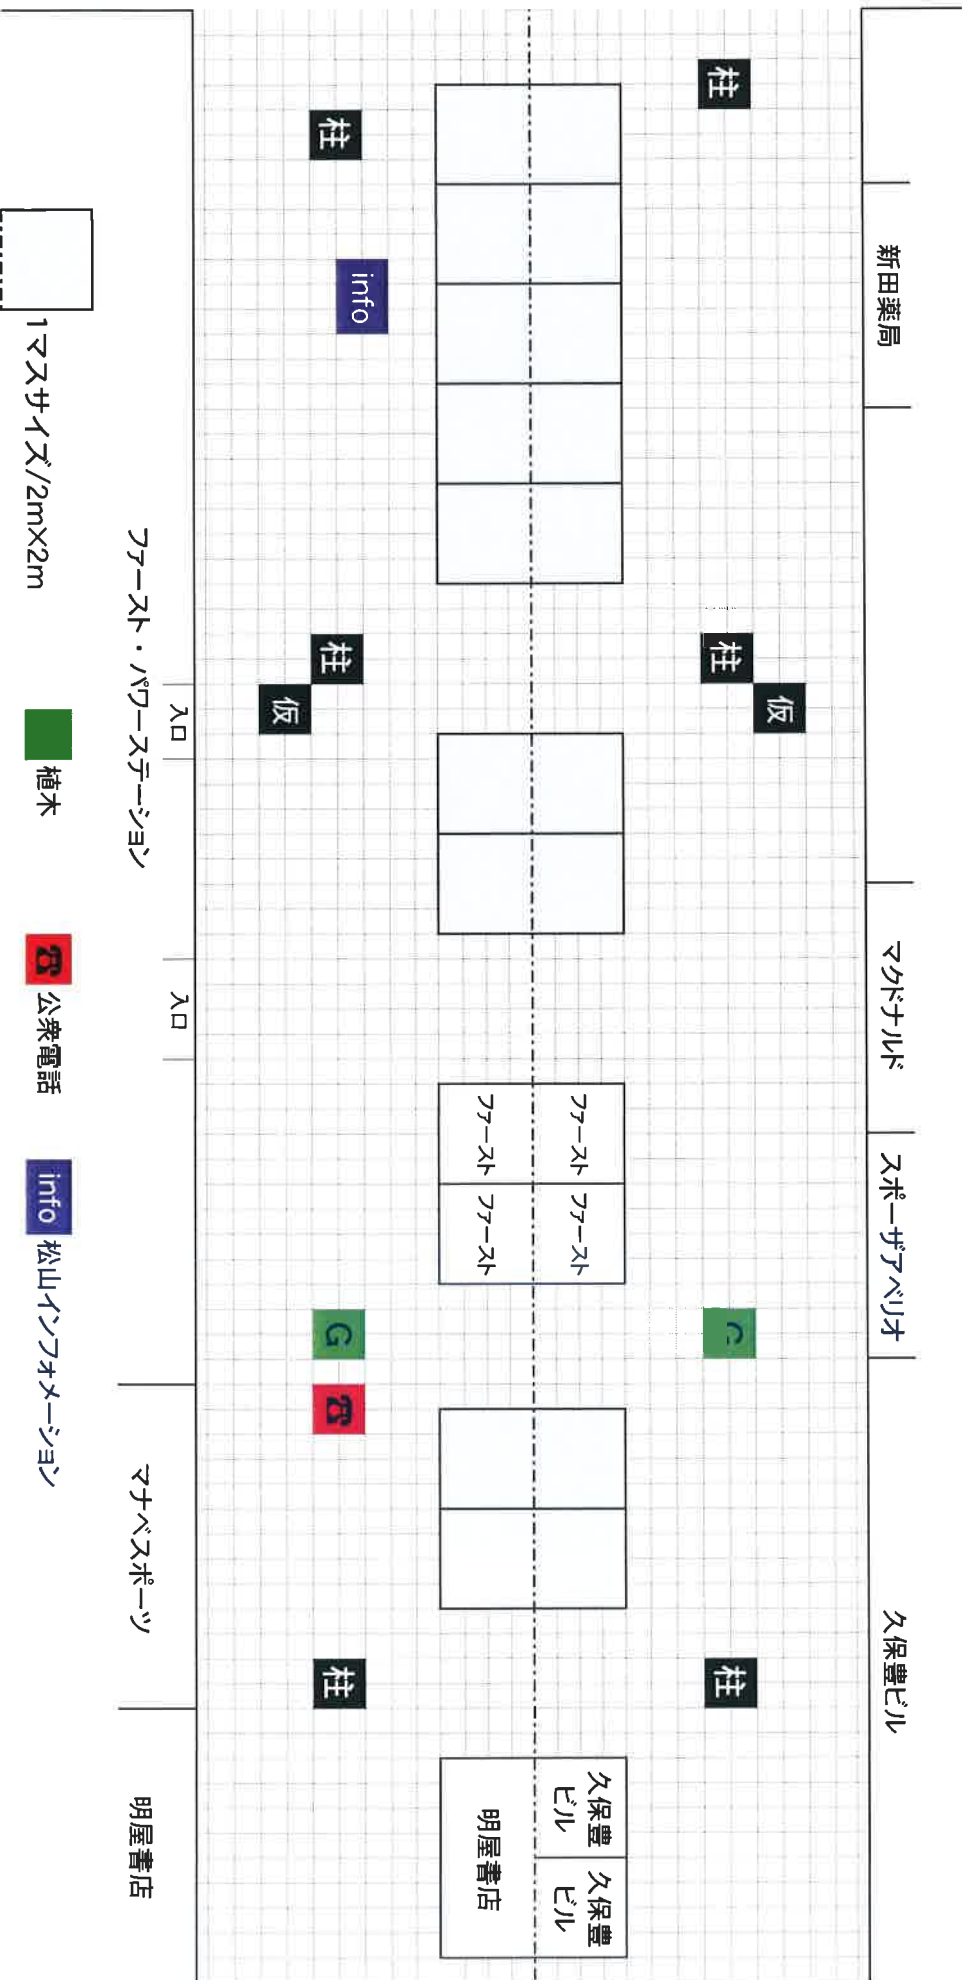 新田薬局
マクドナルド
スポーザアベリオ
久保豊ビル
柱
柱
仮
柱
柱
info
柱
仮
G
柱
ファースト
ファースト
ファースト
ファースト
久保豊
ビル
久保豊
ビル
明屋書店
入口
入口
ファースト・パワーステーション
マナベスポーツ
明屋書店
1マスサイズ/2m×2m
植木
公衆電話
info 松山インフォメーション